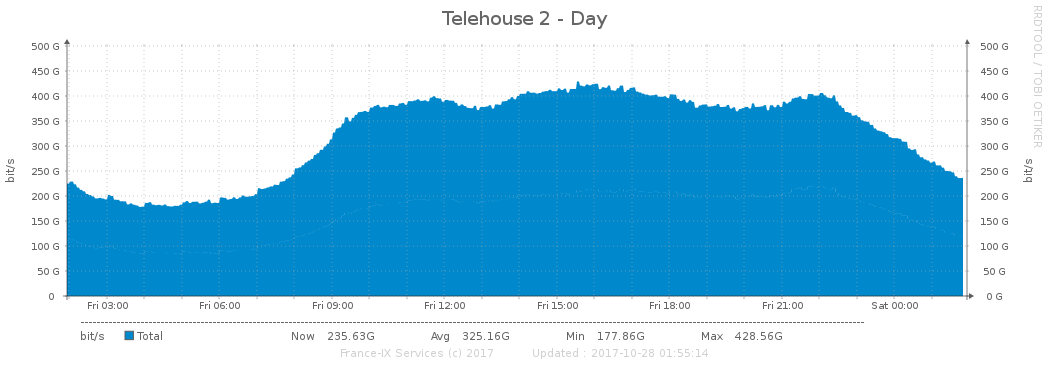 Telehouse 2 - Day
RRDTOOL / TOBI OETIKER
500 G 500 G
450 G 450 G
400 G 400 G
350 G 350 G
300 G 300 G
250 G 250 G
200 G 200 G
150 G 150 G
100 G 100 G
50 G 50 G
0 0 G
bit/s bit/s
Fri 03:00 Fri 06:00 Fri 09:00 Fri 12:00 Fri 15:00 Fri 18:00 Fri 21:00 Sat 00:00
bit/s Total Now 235.63G Avg 325.16G Min 177.86G Max 428.56G
France-IX Services (c) 2017 Updated : 2017-10-28 01:55:14